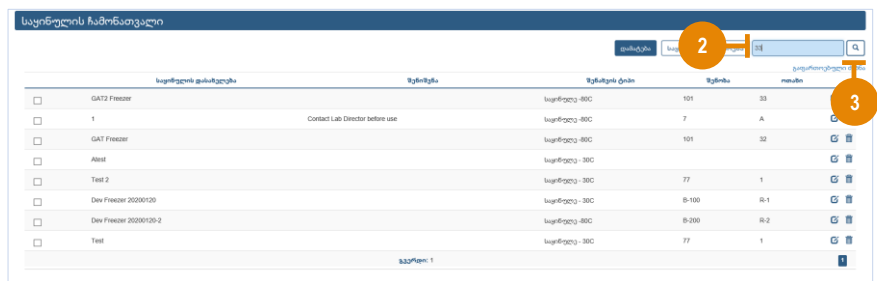 საყინულის ჩამონათვალი
დამატება 2 33
გაფართოებული ძებნა
საყინულის დასახელება შენიშვნა შენახვის ტიპი შენობა ოთახი
3
GAT2 Freezer საყინულე -80C 101 33
1 Contact Lab Director before use საყინულე -80C 7 A
GAT Freezer საყინულე -80C 101 32
Atest საყინულე - 30C
Test 2 საყინულე - 30C 77 1
Dev Freezer 20200120 საყინულე - 30C B-100 R-1
Dev Freezer 20200120-2 საყინულე -80C B-200 R-2
Test საყინულე - 30C 77 1
გვერდი: 1 1